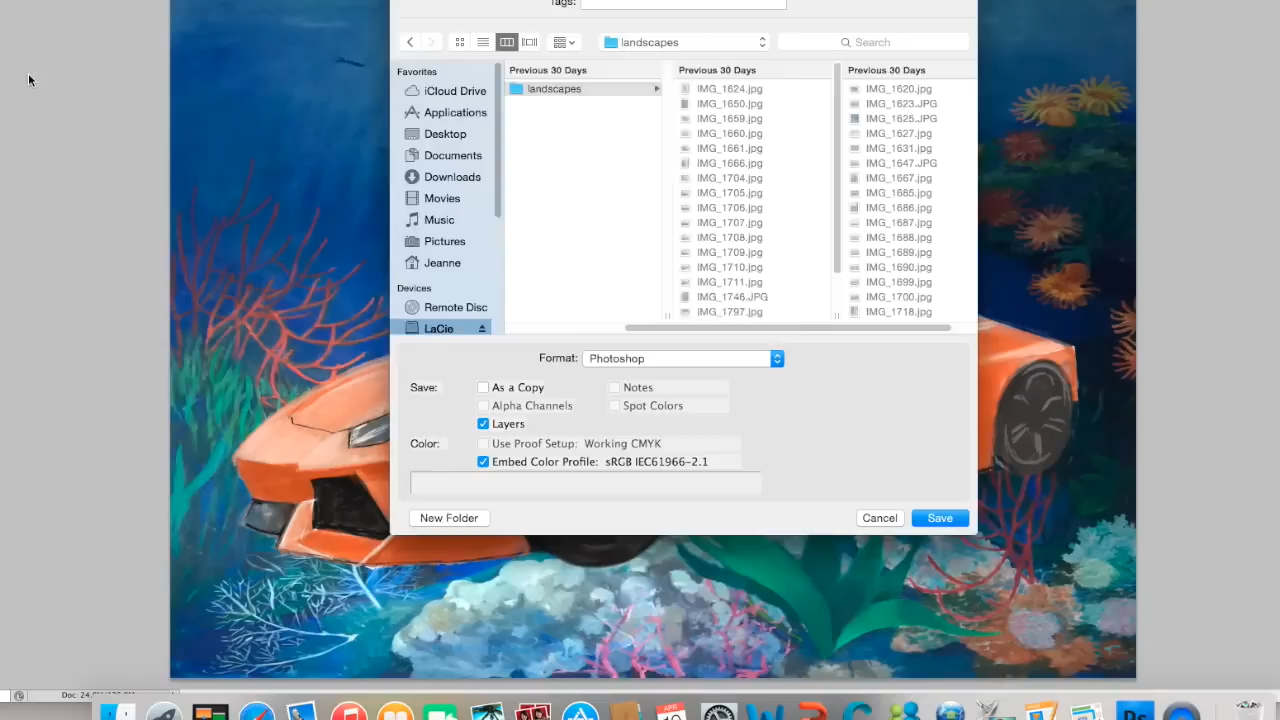 Tags:
landscapes
Search
Favorites
iCloud Drive
Applications
Desktop
Documents
Downloads
Movies
Music
Pictures
Jeanne
Devices
Remote Disc
LaCie
Previous 30 Days
landscapes
Previous 30 Days
IMG_1624.jpg
IMG_1650.jpg
IMG_1659.jpg
IMG_1660.jpg
IMG_1661.jpg
IMG_1666.jpg
IMG_1704.jpg
IMG_1705.jpg
IMG_1706.jpg
IMG_1707.jpg
IMG_1708.jpg
IMG_1709.jpg
IMG_1710.jpg
IMG_1711.jpg
IMG_1746.JPG
IMG_1797.jpg
Previous 30 Days
IMG_1620.jpg
IMG_1623.JPG
IMG_1625.JPG
IMG_1627.jpg
IMG_1631.jpg
IMG_1647.JPG
IMG_1667.jpg
IMG_1685.jpg
IMG_1686.jpg
IMG_1687.jpg
IMG_1688.jpg
IMG_1689.jpg
IMG_1690.jpg
IMG_1699.jpg
IMG_1700.jpg
IMG_1718.jpg
Format: Photoshop
Save: As a Copy Notes
Alpha Channels Spot Colors
Layers
Color: Use Proof Setup: Working CMYK
Embed Color Profile: sRGB IEC61966-2.1
New Folder Cancel Save
Doc:
APR
Ps